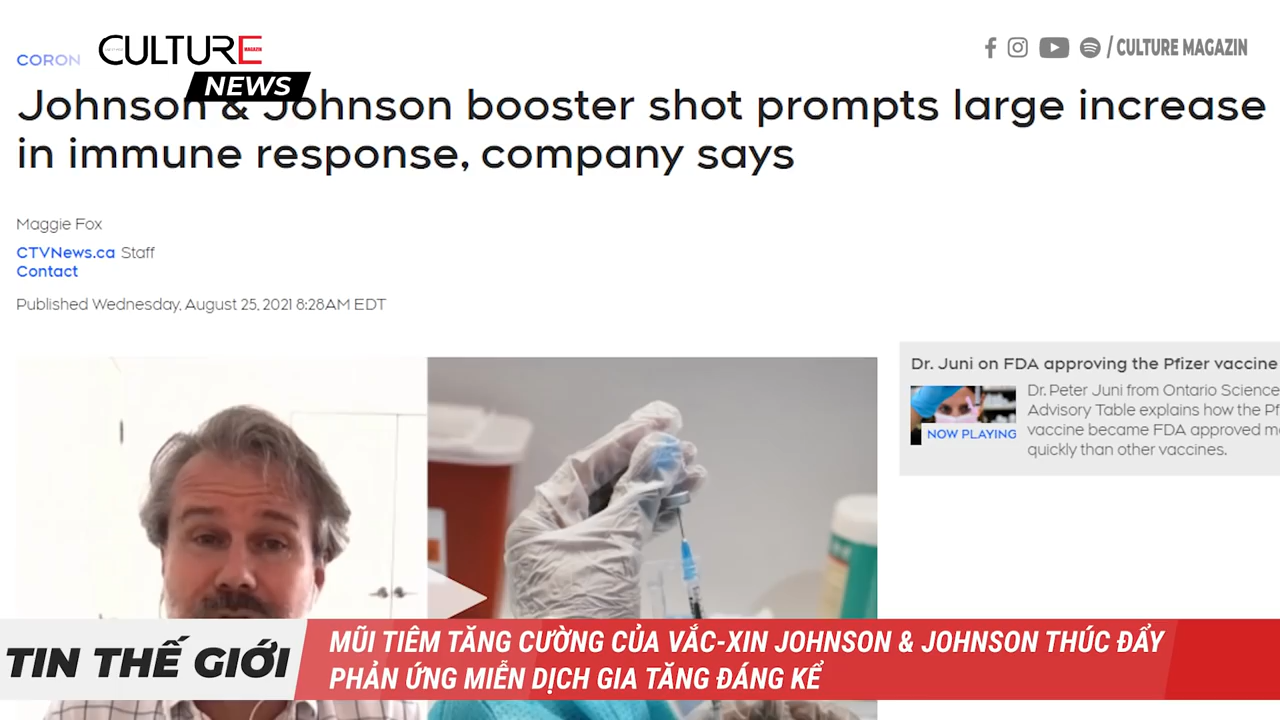 CORON
CULTURE
MAGAZIN
NEWS
/ CULTURE MAGAZIN
Johnson & Johnson booster shot prompts large increase
in immune response, company says
Maggie Fox
CTVNews.ca Staff
Contact
Published Wednesday, August 25, 2021 8:28AM EDT
Dr. Juni on FDA approving the Pfizer vaccine
Dr. Peter Juni from Ontario Science
Advisory Table explains how the Pf
vaccine became FDA approved mo
quickly than other vaccines.
NOW PLAYING
TIN THẾ GIỚI
MŨI TIÊM TĂNG CƯỜNG CỦA VẮC-XIN JOHNSON & JOHNSON THÚC ĐẨY
PHẢN ỨNG MIỄN DỊCH GIA TĂNG ĐÁNG KỂ